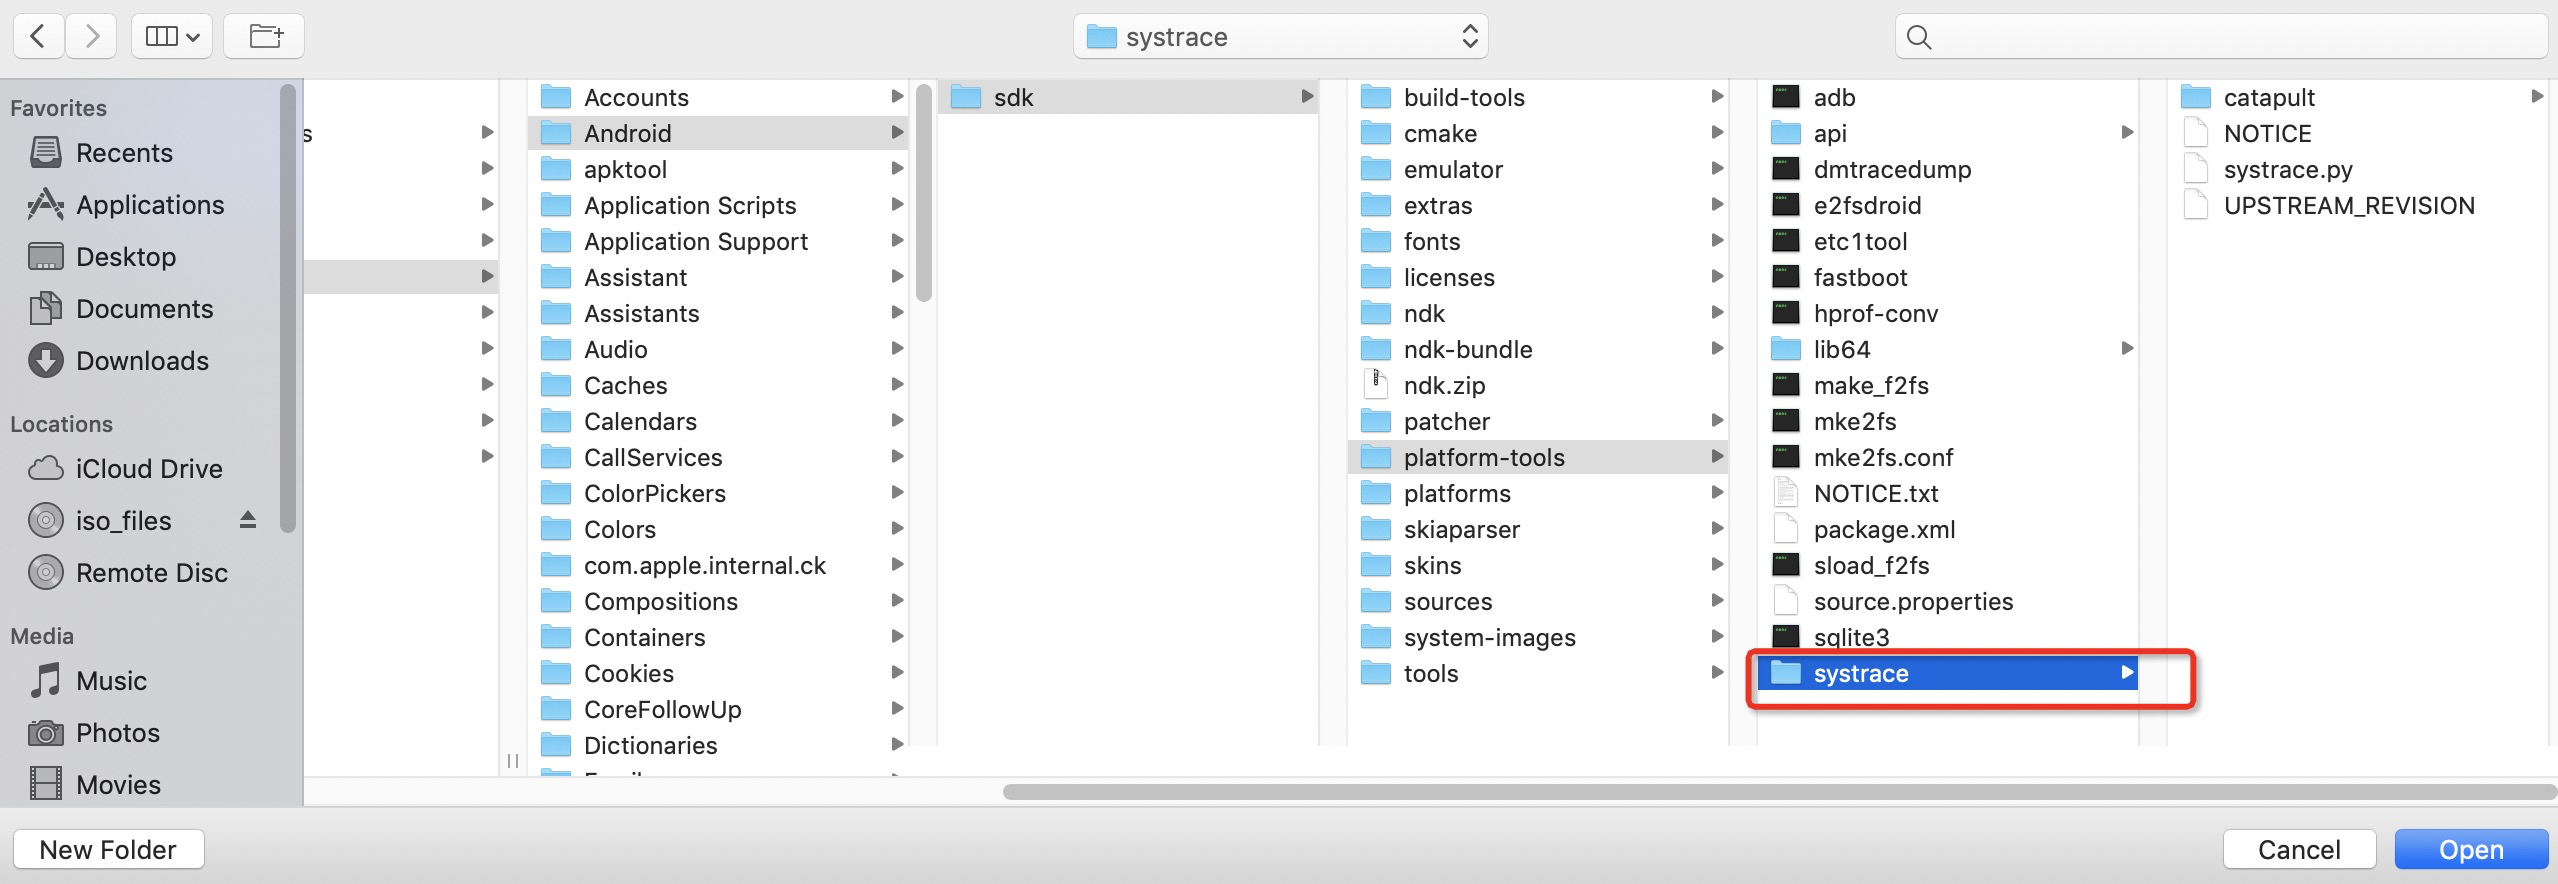 systrace
Favorites
Recents
Applications
Desktop
Documents
Downloads
Locations
iCloud Drive
iso_files
Remote Disc
Media
Music
Photos
Movies
s
Accounts
Android
apktool
Application Scripts
Application Support
Assistant
Assistants
Audio
Caches
Calendars
CallServices
ColorPickers
Colors
com.apple.internal.ck
Compositions
Containers
Cookies
CoreFollowUp
Dictionaries
sdk
build-tools
cmake
emulator
extras
fonts
licenses
ndk
ndk-bundle
ndk.zip
patcher
platform-tools
platforms
skiaparser
skins
sources
system-images
tools
adb
api
dmtracedump
e2fsdroid
etc1tool
fastboot
hprof-conv
lib64
make_f2fs
mke2fs
mke2fs.conf
NOTICE.txt
package.xml
sload_f2fs
source.properties
sqlite3
systrace
catapult
NOTICE
systrace.py
UPSTREAM_REVISION
New Folder
Cancel
Open